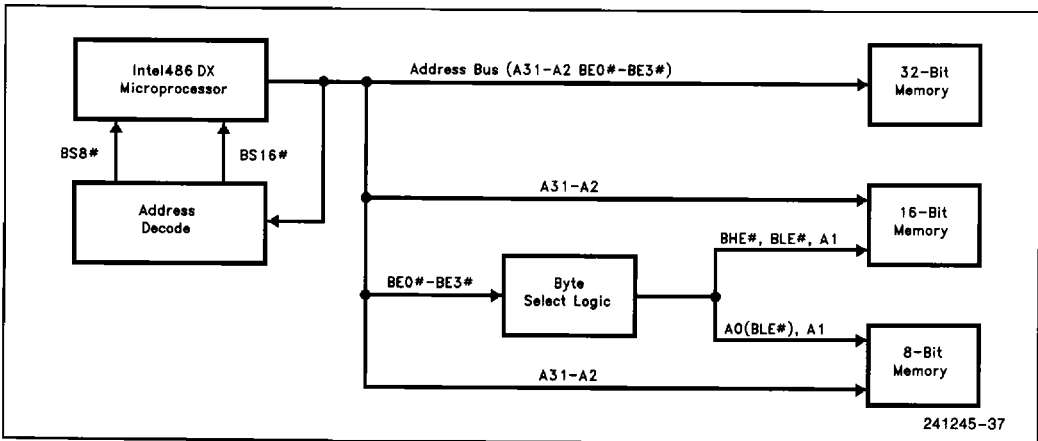 Intel486 DX
Microprocessor
Address Bus (A31-A2 BE0#-BE3#)
32-Bit
Memory
BS8#
BS16#
Address
Decode
A31-A2
16-Bit
Memory
BHE#, BLE#, A1
BE0#-BE3#
Byte
Select Logic
A0(BLE#), A1
8-Bit
Memory
A31-A2
241245-37